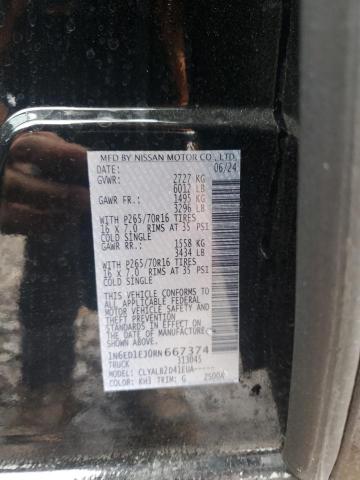 MFD BY NISSAN MOTOR CO., LTD.
DATE: 06/24
GVWR: 2727 KG
6012 LB
GAWR FR.: 1495 KG
3296 LB
WITH P265/70R16 TIRES
16 X 7.0 RIMS AT 35 PSI
COLD SINGLE
GAWR RR.: 1558 KG
3434 LB
WITH P265/70R16 TIRES
16 X 7.0 RIMS AT 35 PSI
COLD SINGLE
THIS VEHICLE CONFORMS TO
ALL APPLICABLE FEDERAL
MOTOR VEHICLE SAFETY AND
THEFT PREVENTION
STANDARDS IN EFFECT ON
THE DATE OF MANUFACTURE
SHOWN ABOVE.
1N6ED1EJ0RN667374
TRUCK 313045
MODEL: CLYALB2D41EUA-----
COLOR: KH3 TRIM: G 2500A